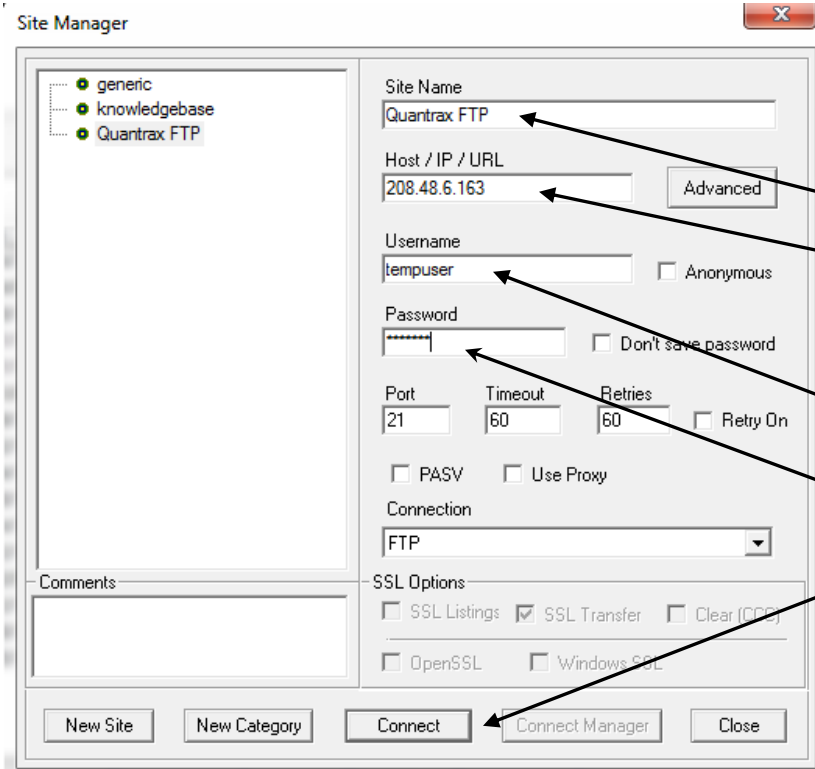 Site Manager
generic
knowledgebase
Quantrax FTP
Site Name
Quantrax FTP
Host / IP / URL
208.48.6.163
Advanced
Username
tempuser
Anonymous
Password
*******
Don't save password
Port Timeout Retries
21 60 60 Retry On
PASV Use Proxy
Connection
FTP
Comments
SSL Options
SSL Listings SSL Transfer Clear (CCC)
OpenSSL Windows SSL
New Site New Category Connect Connect Manager Close